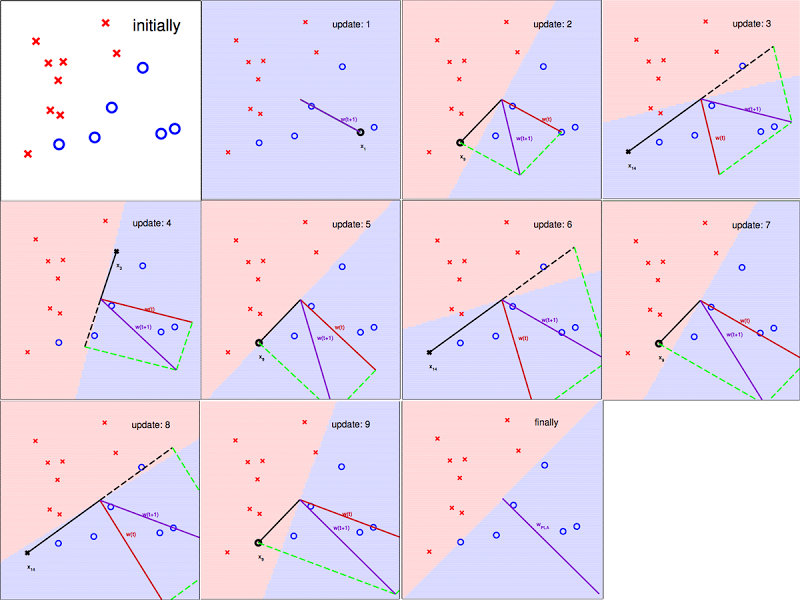 initially
update: 1
w(t+1)
x1
update: 2
w(t)
w(t+1)
x9
update: 3
w(t+1)
w(t)
x14
update: 4
x3
w(t)
w(t+1)
update: 5
w(t)
w(t+1)
x9
update: 6
w(t+1)
w(t)
x14
update: 7
w(t)
w(t+1)
x9
update: 8
w(t+1)
w(t)
x14
update: 9
w(t)
w(t+1)
x9
finally
wPLA